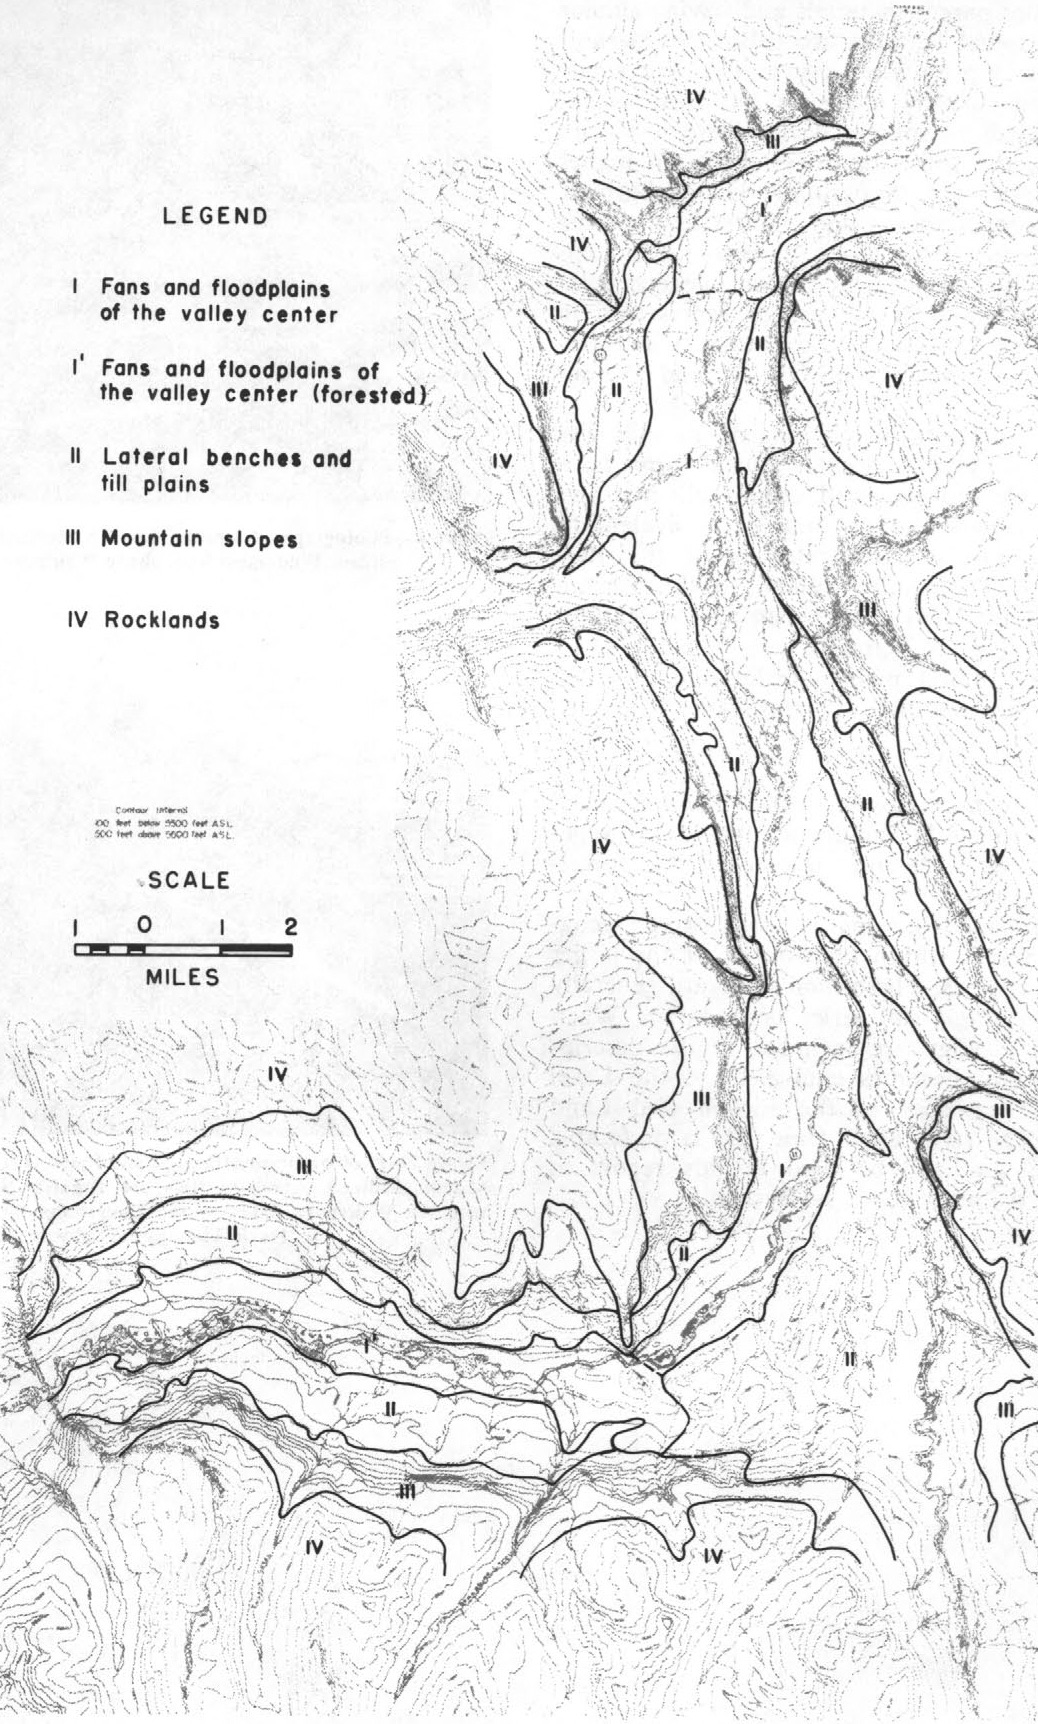 LEGEND
I Fans and floodplains
of the valley center
I' Fans and floodplains of
the valley center (forested)
II Lateral benches and
till plains
III Mountain slopes
IV Rocklands
Contour Interval
100 feet below 5500 feet A.S.L.
500 feet above 5500 feet A.S.L.
SCALE
1 0 1 2
MILES
IV
III
I'
IV
II
II
III
II
IV
IV
I
III
II
II
IV
IV
IV
III
III
III
I
II
II
IV
I'
II
II
III
III
IV
IV